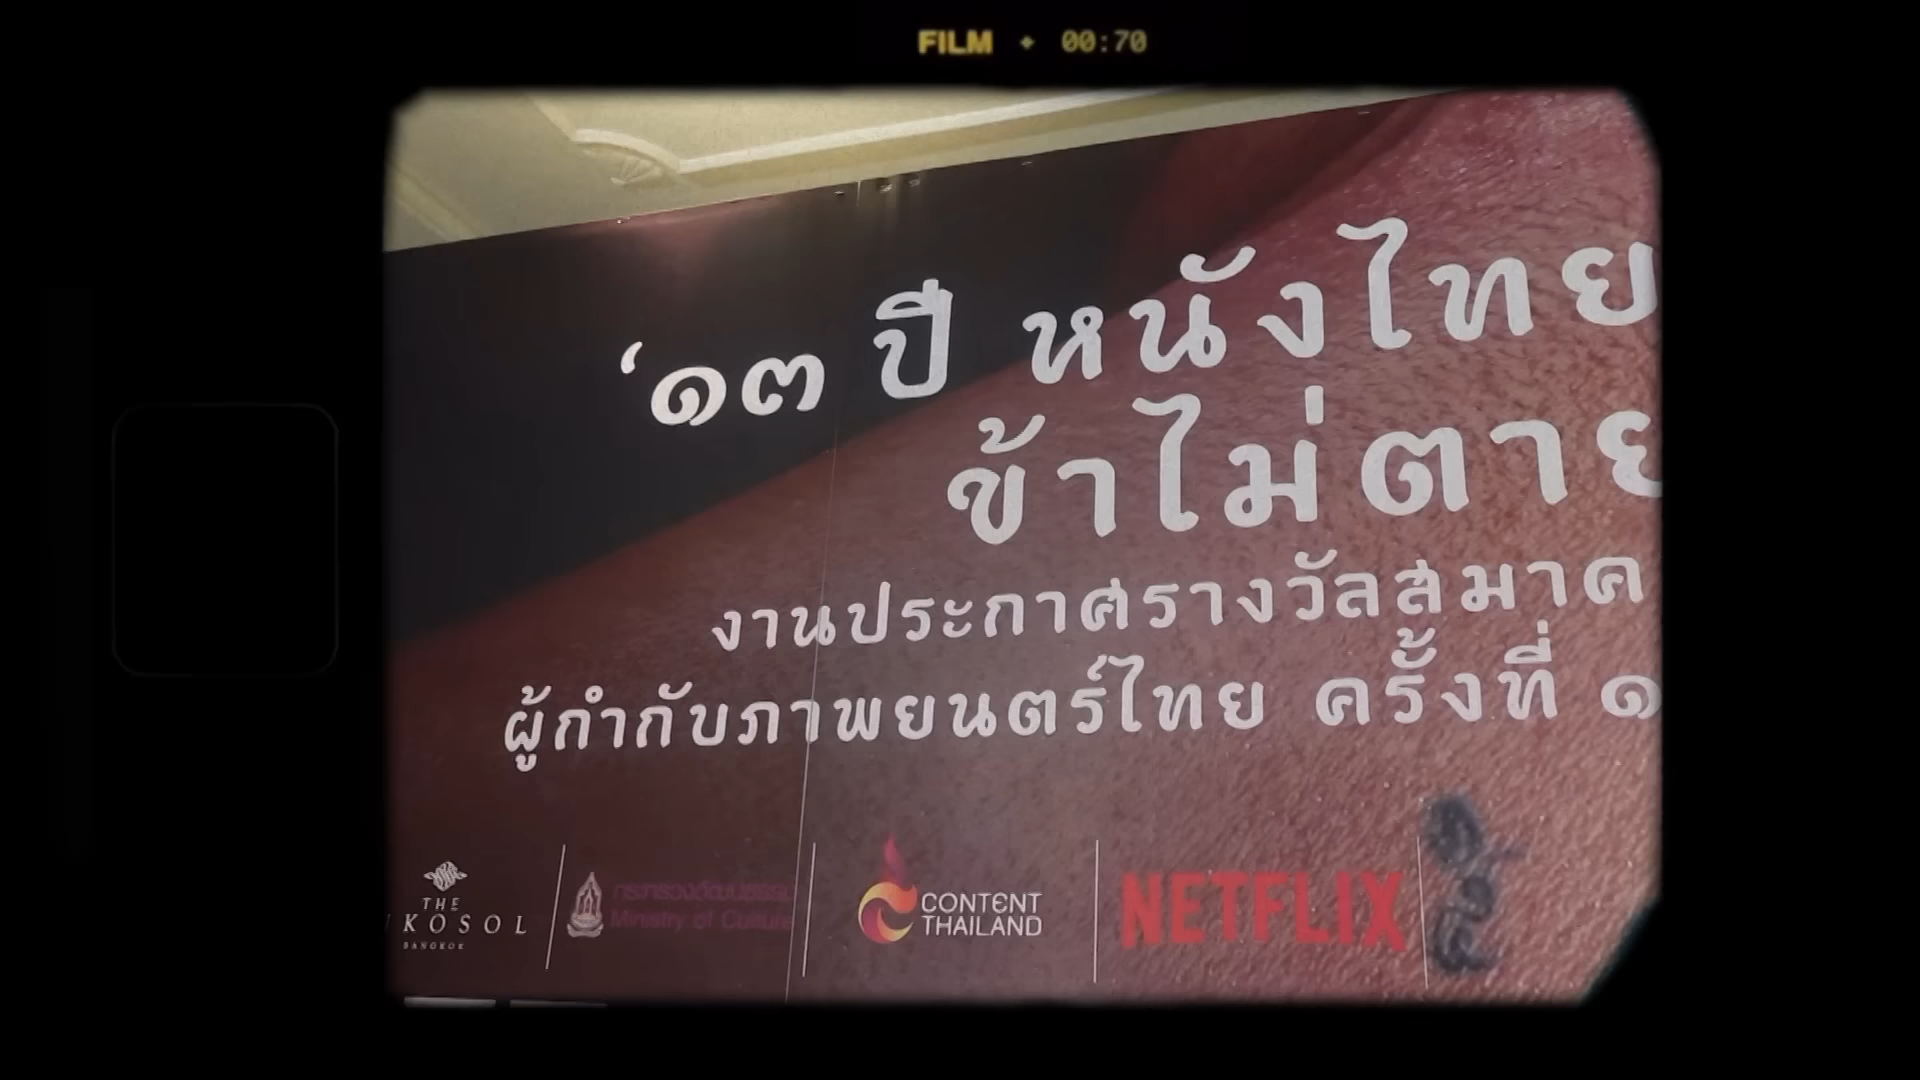 FILM ✦ 00:70
‘๑๓ ปี หนังไทย
ข้าไม่ตาย
งานประกาศรางวัลสมาค
ผู้กำกับภาพยนตร์ไทย ครั้งที่ ๑
THE
KOSOL
BANGKOK
กระทรวงวัฒนธรรม
Ministry of Culture
CONTENT
THAILAND
NETFLIX